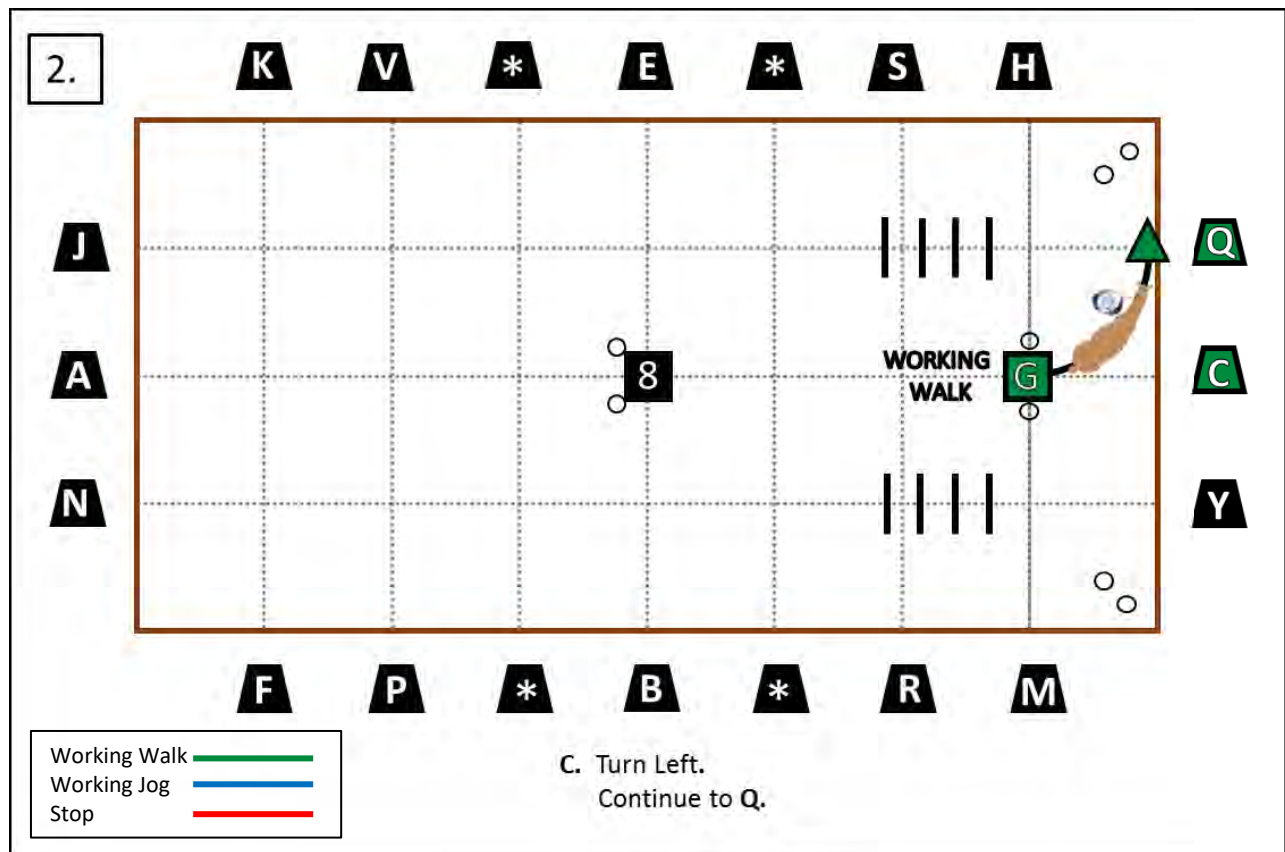 2.
K V * E * S H
J Q
A 8 WORKING WALK G C
N Y
F P * B * R M
Working Walk
Working Jog
Stop
C. Turn Left.
Continue to Q.